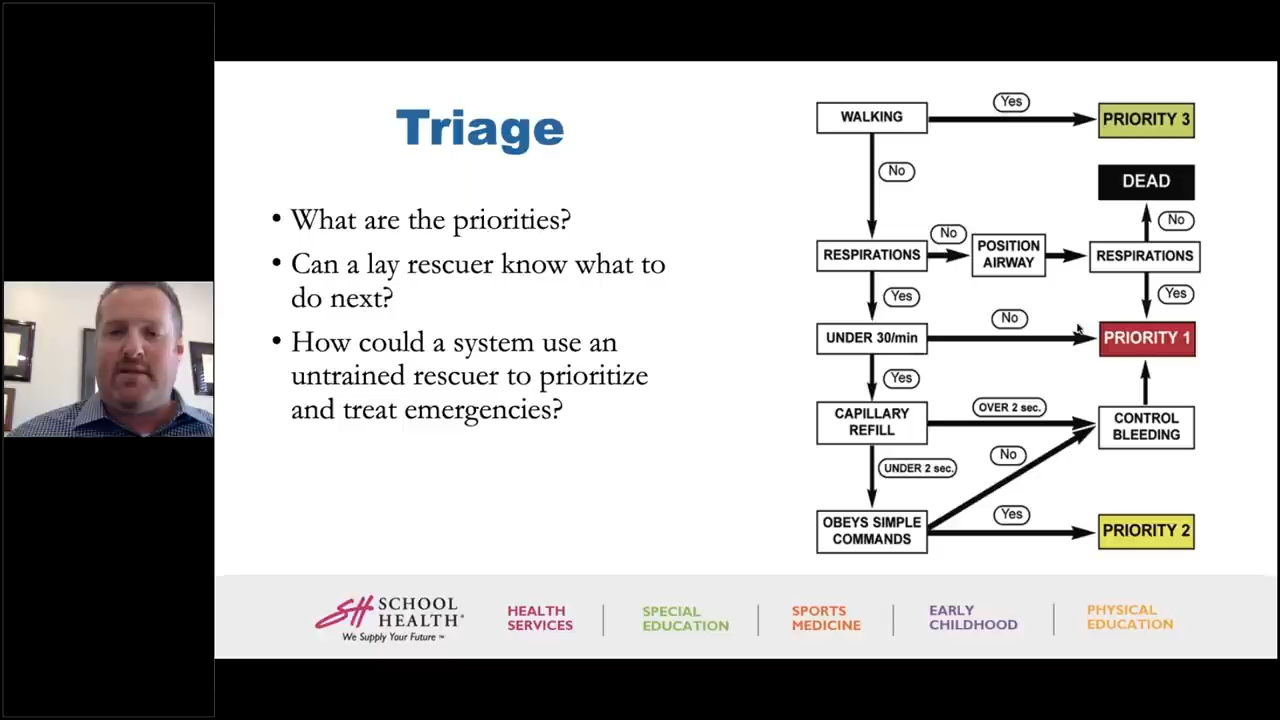 Triage
• What are the priorities?
• Can a lay rescuer know what to
do next?
• How could a system use an
untrained rescuer to prioritize
and treat emergencies?
WALKING
Yes
PRIORITY 3
No
DEAD
No
RESPIRATIONS
No
POSITION
AIRWAY
RESPIRATIONS
Yes
Yes
UNDER 30/min
No
PRIORITY 1
Yes
CAPILLARY
REFILL
OVER 2 sec.
CONTROL
BLEEDING
UNDER 2 sec.
No
OBEYS SIMPLE
COMMANDS
Yes
PRIORITY 2
SH SCHOOL
HEALTH®
We Supply Your Future™
HEALTH
SERVICES
SPECIAL
EDUCATION
SPORTS
MEDICINE
EARLY
CHILDHOOD
PHYSICAL
EDUCATION